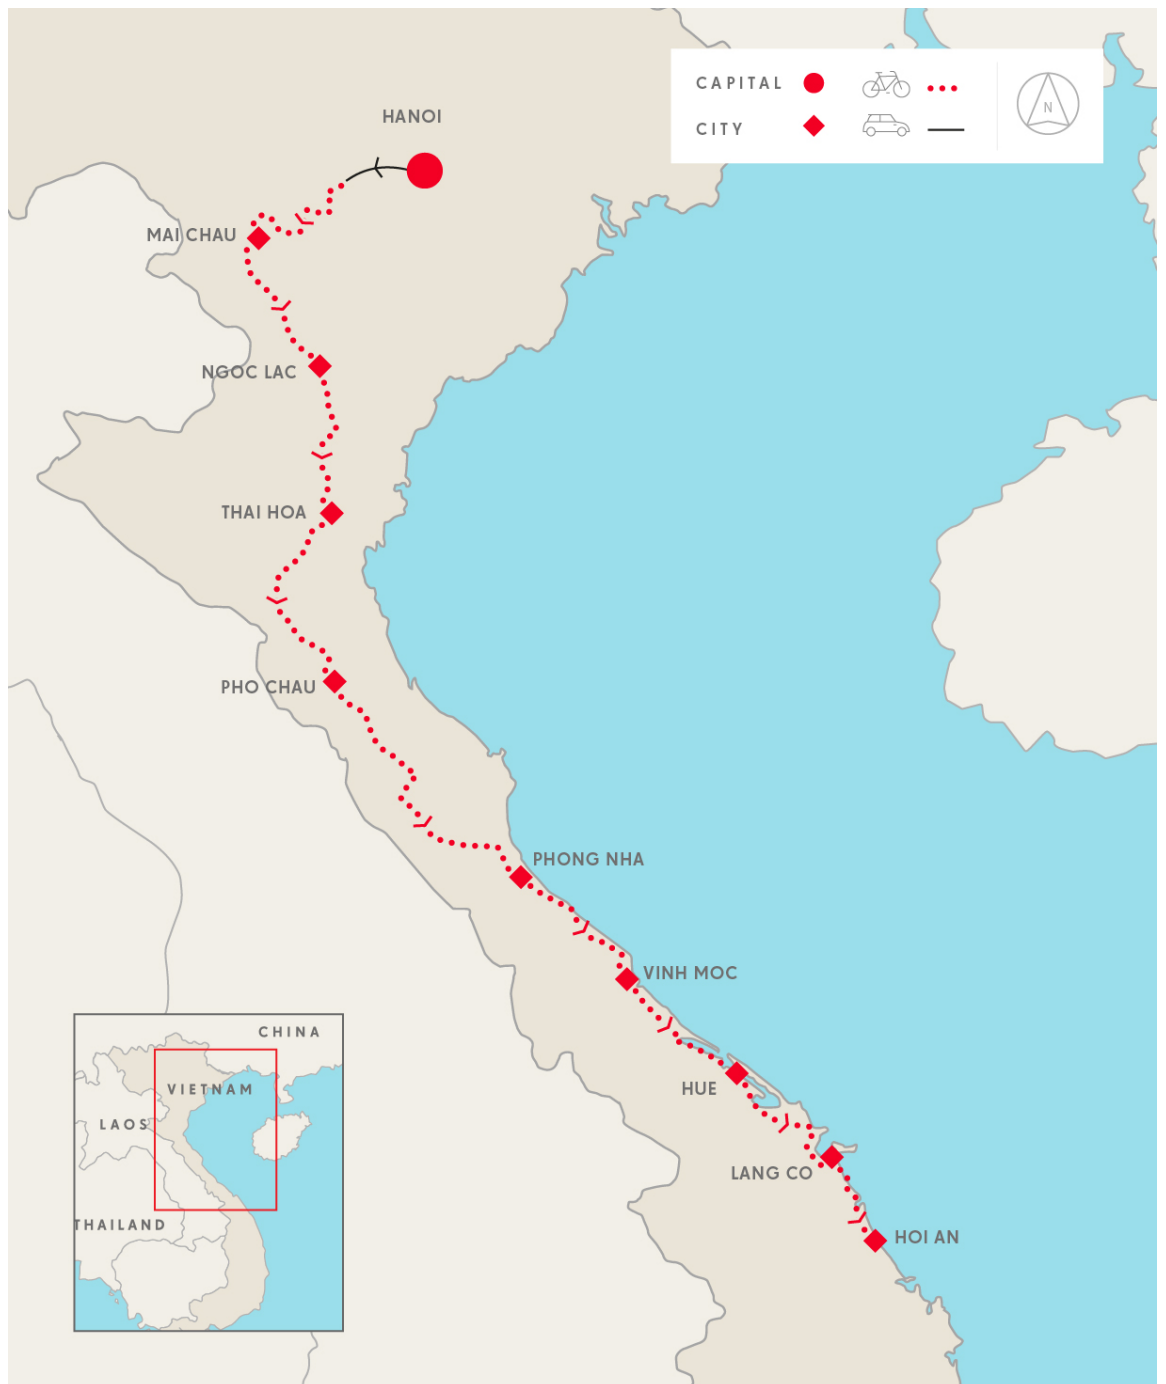 CAPITAL
CITY
N
HANOI
MAI CHAU
NGOC LAC
THAI HOA
PHO CHAU
PHONG NHA
VINH MOC
HUE
LANG CO
HOI AN
CHINA
VIETNAM
LAOS
THAILAND